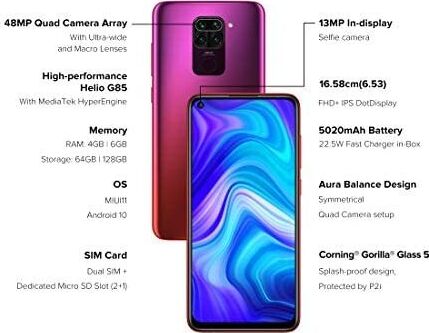 48MP Quad Camera Array
With Ultra-wide
and Macro Lenses
High-performance
Helio G85
With MediaTek HyperEngine
Memory
RAM: 4GB | 6GB
Storage: 64GB | 128GB
OS
MIUI11
Android 10
SIM Card
Dual SIM +
Dedicated Micro SD Slot (2+1)
13MP In-display
Selfie camera
16.58cm(6.53)
FHD+ IPS DotDisplay
5020mAh Battery
22.5W Fast Charger in-Box
Aura Balance Design
Symmetrical
Quad Camera setup
Corning® Gorilla® Glass 5
Splash-proof design,
Protected by P2i